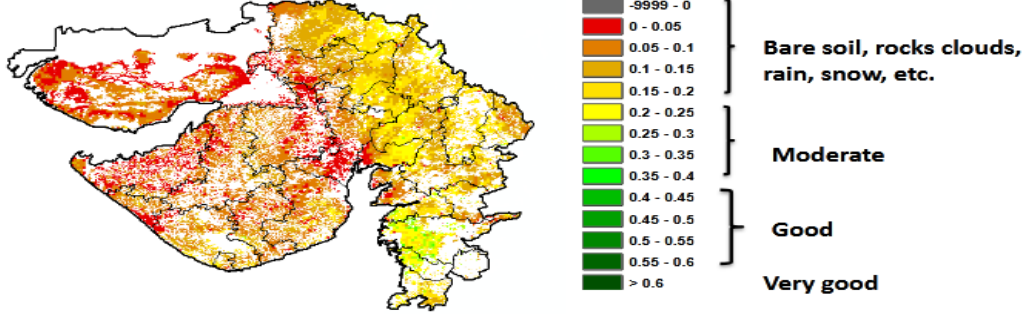 -9999 - 0
0 - 0.05
0.05 - 0.1
0.1 - 0.15
0.15 - 0.2
0.2 - 0.25
0.25 - 0.3
0.3 - 0.35
0.35 - 0.4
0.4 - 0.45
0.45 - 0.5
0.5 - 0.55
0.55 - 0.6
> 0.6
Bare soil, rocks clouds,
rain, snow, etc.
Moderate
Good
Very good